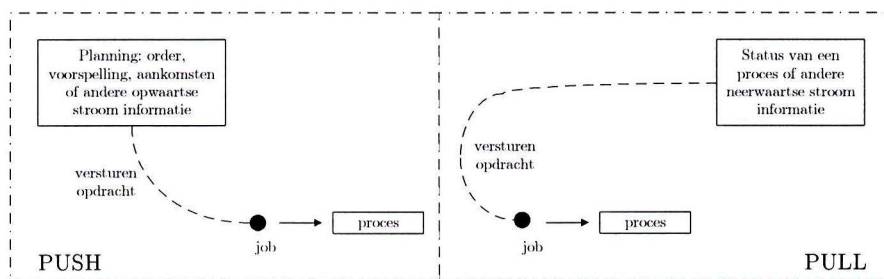 Planning: order,
voorspelling, aankomsten
of andere opwaartse
stroom informatie
versturen
opdracht
job
proces
PUSH
Status van een
proces of andere
neerwaartse stroom
informatie
versturen
opdracht
job
proces
PULL